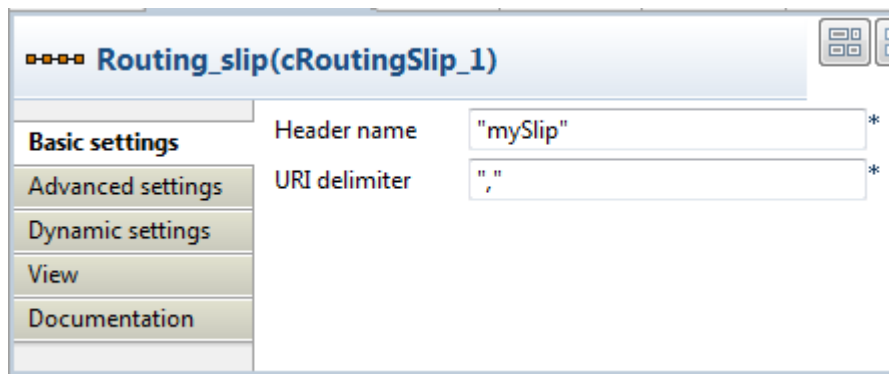 Routing_slip(cRoutingSlip_1)
Basic settings
Header name "mySlip" *
Advanced settings
URI delimiter "," *
Dynamic settings
View
Documentation